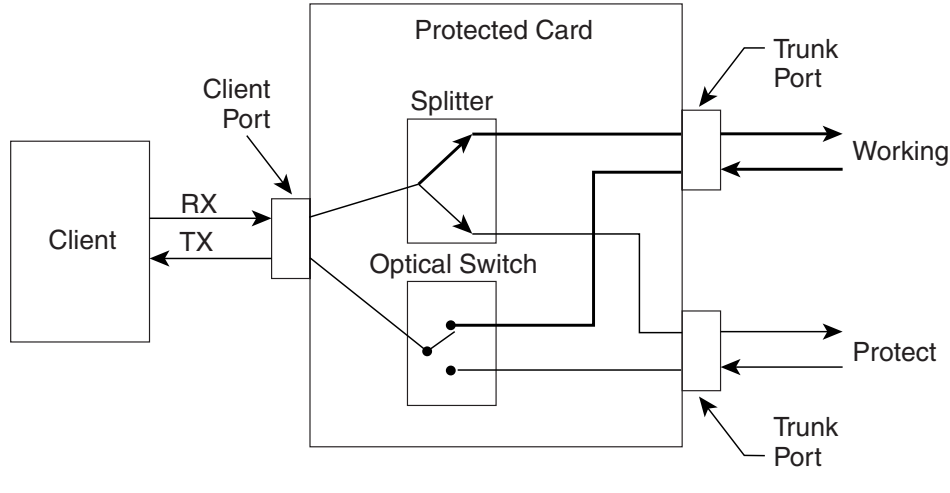 Protected Card
Trunk
Port
Client
Port
Splitter
Working
RX
Client
TX
Optical Switch
Protect
Trunk
Port